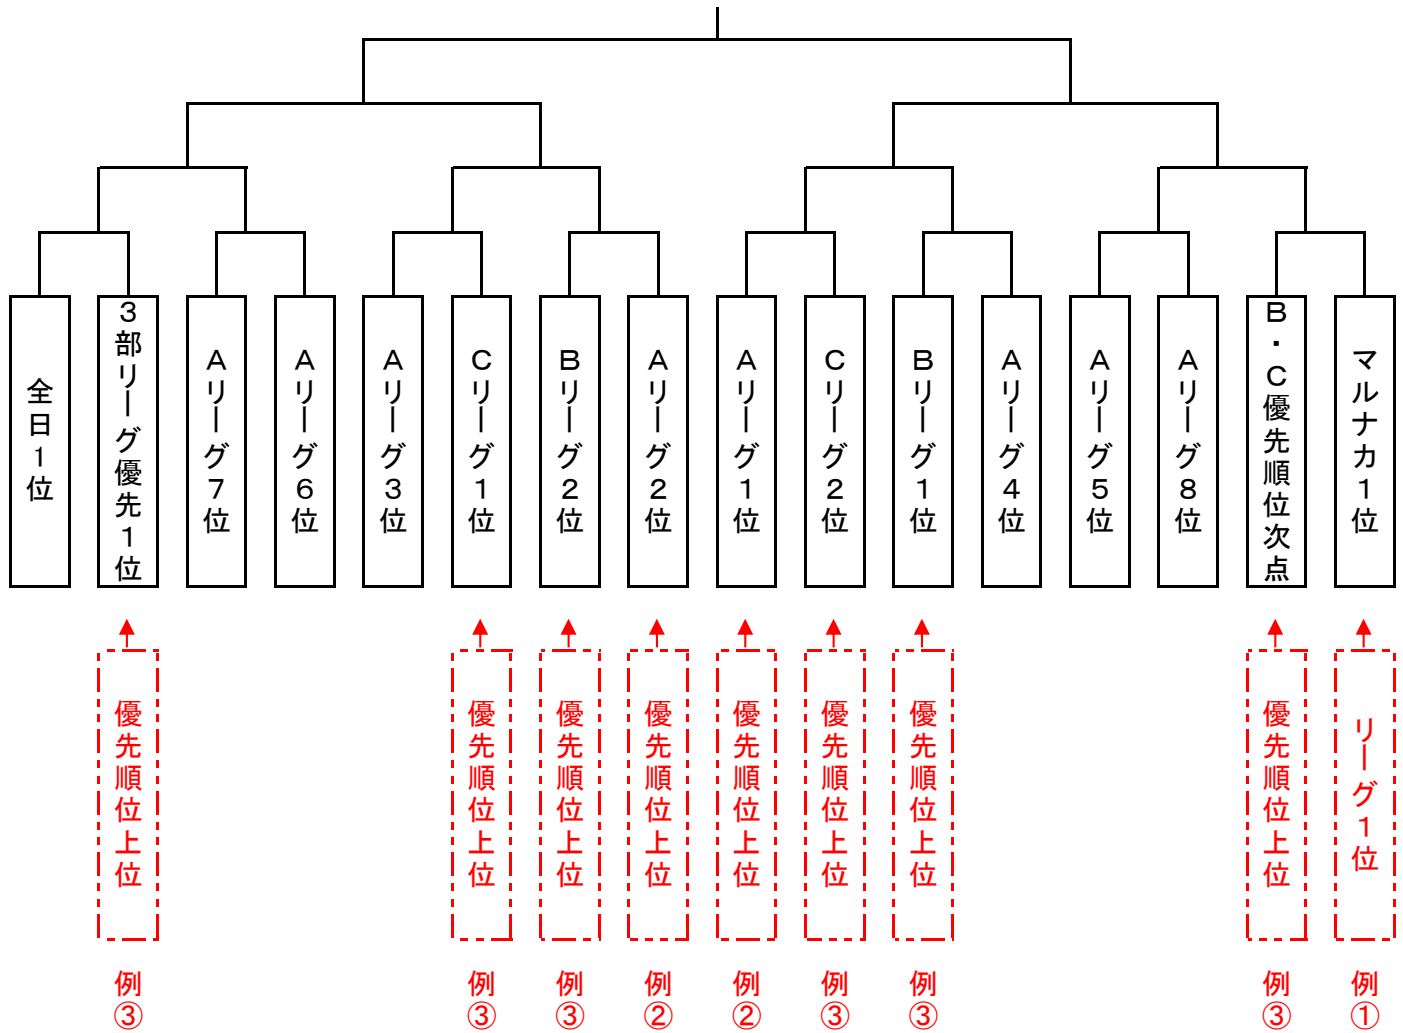 全日1位
３部リーグ優先１位
Aリーグ７位
Aリーグ６位
Aリーグ３位
Cリーグ１位
Bリーグ２位
Aリーグ２位
Aリーグ１位
Cリーグ２位
Bリーグ１位
Aリーグ４位
Aリーグ５位
Aリーグ８位
B・C優先順位次点
マルナカ１位
優先順位上位
優先順位上位
優先順位上位
優先順位上位
優先順位上位
優先順位上位
優先順位上位
優先順位上位
リーグ１位
例③
例③
例③
例②
例②
例③
例③
例③
例①